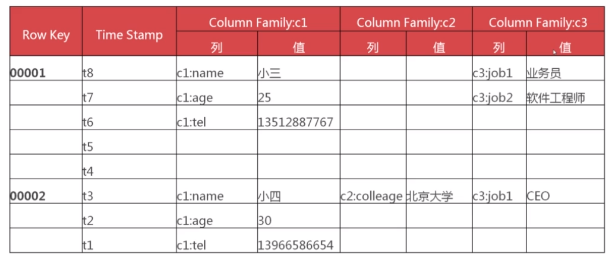 Row Key Time Stamp Column Family:c1 Column Family:c2 Column Family:c3
列 值 列 值 列 值
00001 t8 c1:name 小三 c3:job1 业务员
t7 c1:age 25 c3:job2 软件工程师
t6 c1:tel 13512887767
t5
t4
00002 t3 c1:name 小四 c2:colleage 北京大学 c3:job1 CEO
t2 c1:age 30
t1 c1:tel 13966586654